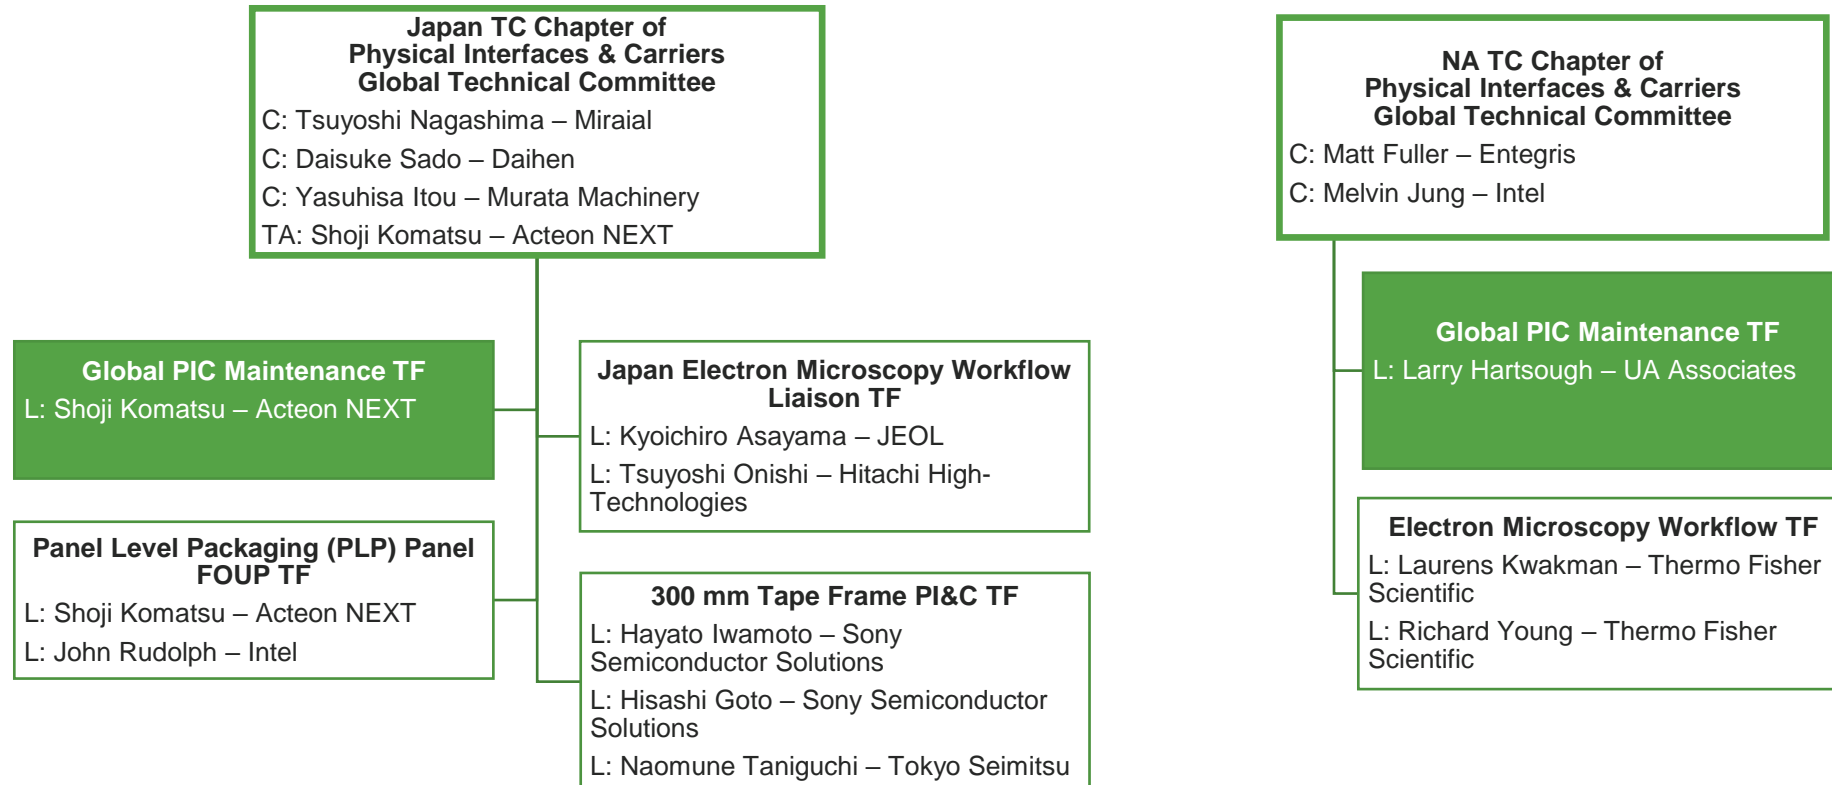 Japan TC Chapter of
Physical Interfaces & Carriers
Global Technical Committee
C: Tsuyoshi Nagashima – Miraial
C: Daisuke Sado – Daihen
C: Yasuhisa Itou – Murata Machinery
TA: Shoji Komatsu – Acteon NEXT
Global PIC Maintenance TF
L: Shoji Komatsu – Acteon NEXT
Japan Electron Microscopy Workflow
Liaison TF
L: Kyoichiro Asayama – JEOL
L: Tsuyoshi Onishi – Hitachi High-
Technologies
Panel Level Packaging (PLP) Panel
FOUP TF
L: Shoji Komatsu – Acteon NEXT
L: John Rudolph – Intel
300 mm Tape Frame PI&C TF
L: Hayato Iwamoto – Sony
Semiconductor Solutions
L: Hisashi Goto – Sony Semiconductor
Solutions
L: Naomune Taniguchi – Tokyo Seimitsu
NA TC Chapter of
Physical Interfaces & Carriers
Global Technical Committee
C: Matt Fuller – Entegris
C: Melvin Jung – Intel
Global PIC Maintenance TF
L: Larry Hartsough – UA Associates
Electron Microscopy Workflow TF
L: Laurens Kwakman – Thermo Fisher
Scientific
L: Richard Young – Thermo Fisher
Scientific